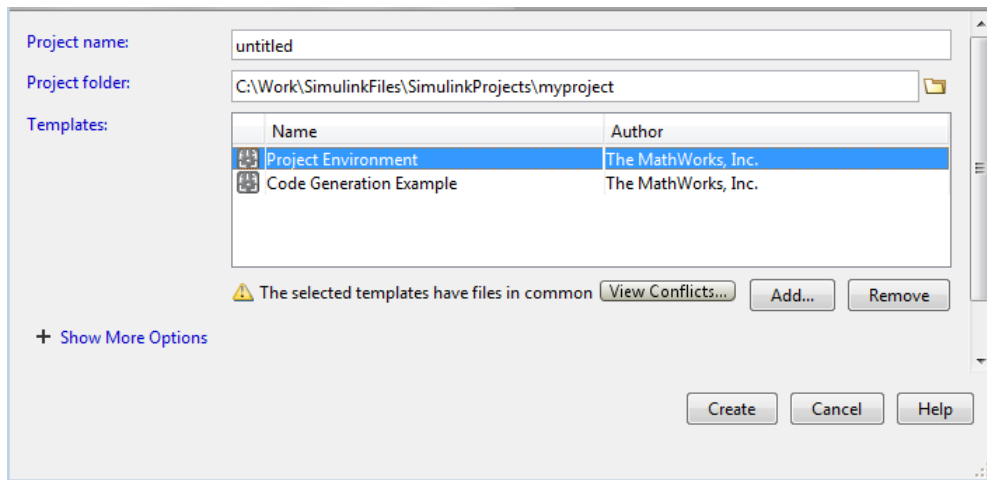 Project name: untitled
Project folder: C:\Work\SimulinkFiles\SimulinkProjects\myproject
Templates:
Name Author
Project Environment The MathWorks, Inc.
Code Generation Example The MathWorks, Inc.
The selected templates have files in common View Conflicts... Add... Remove
+ Show More Options
Create Cancel Help